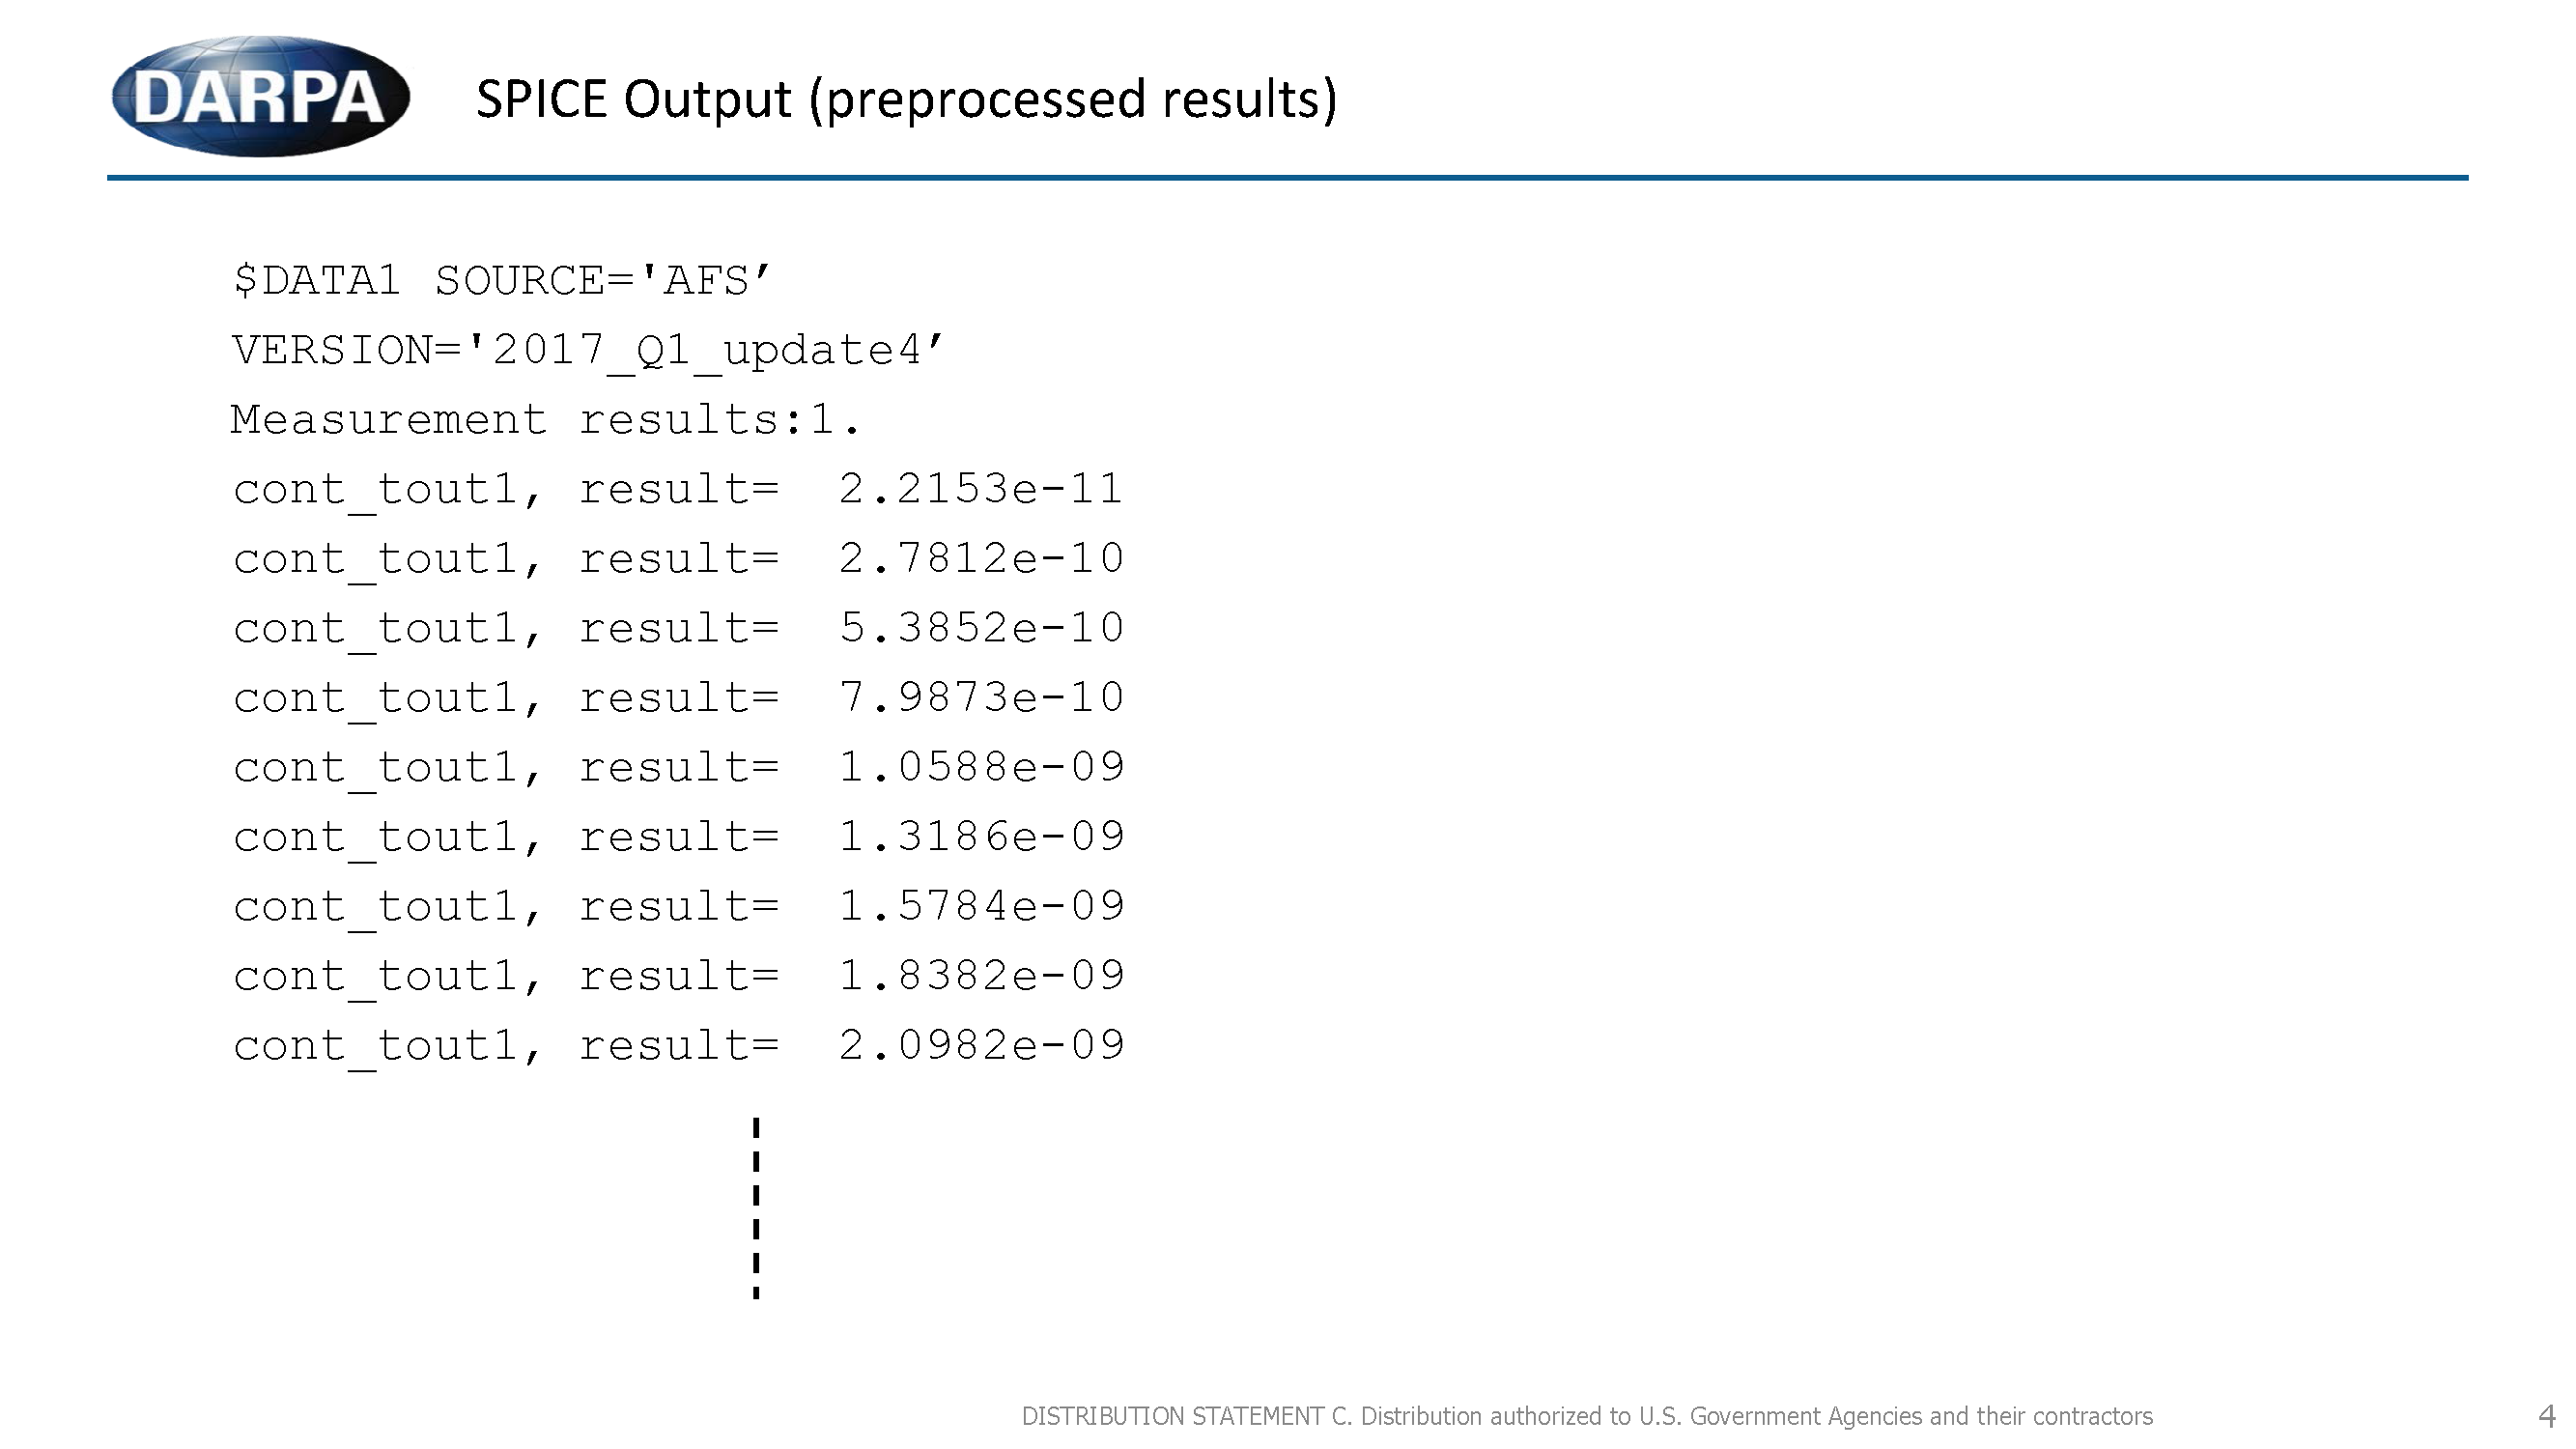 DARPA
SPICE Output (preprocessed results)
$DATA1 SOURCE='AFS’
VERSION='2017_Q1_update4’
Measurement results:1.
cont_tout1, result=  2.2153e-11
cont_tout1, result=  2.7812e-10
cont_tout1, result=  5.3852e-10
cont_tout1, result=  7.9873e-10
cont_tout1, result=  1.0588e-09
cont_tout1, result=  1.3186e-09
cont_tout1, result=  1.5784e-09
cont_tout1, result=  1.8382e-09
cont_tout1, result=  2.0982e-09
DISTRIBUTION STATEMENT C. Distribution authorized to U.S. Government Agencies and their contractors
4